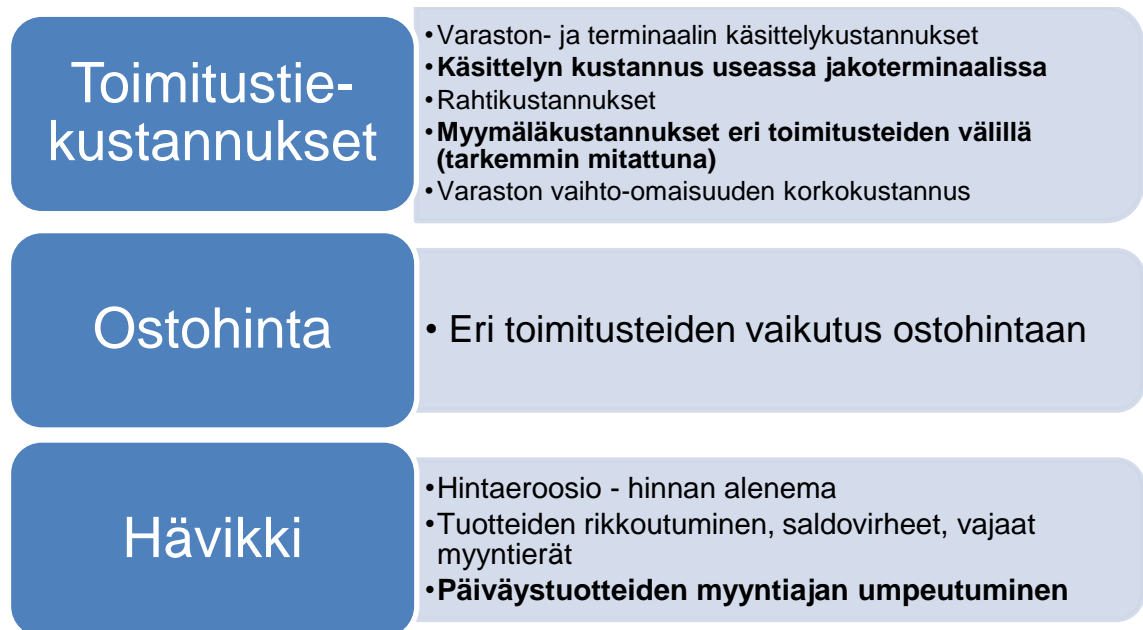 Toimitustie-
kustannukset
•Varaston- ja terminaalin käsittelykustannukset
•Käsittelyn kustannus useassa jakoterminaalissa
•Rahtikustannukset
•Myymäläkustannukset eri toimitusteiden välillä
(tarkemmin mitattuna)
•Varaston vaihto-omaisuuden korkokustannus
Ostohinta
• Eri toimitusteiden vaikutus ostohintaan
Hävikki
•Hintaeroosio - hinnan alenema
•Tuotteiden rikkoutuminen, saldovirheet, vajaat
myyntierät
•Päiväystuotteiden myyntiajan umpeutuminen